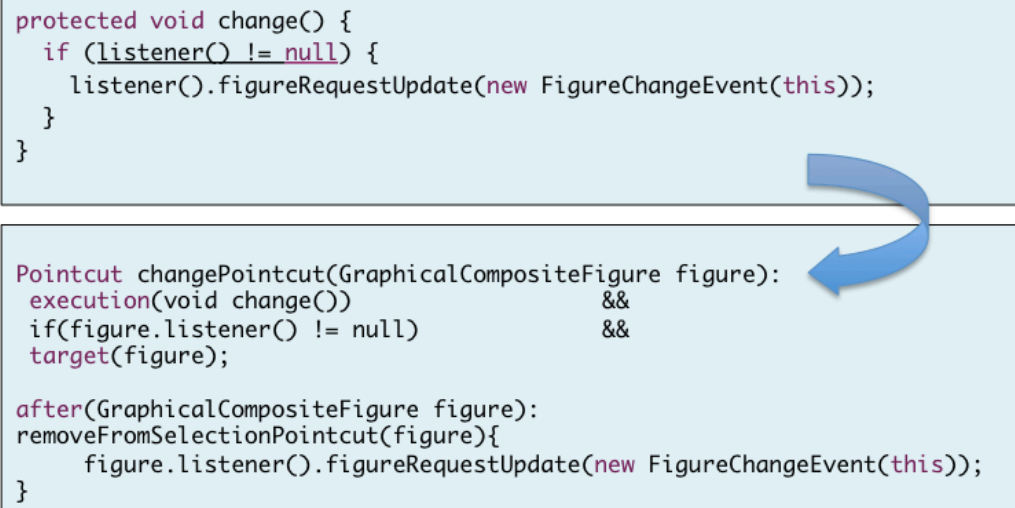 protected void change() {
if (listener() != null) {
listener().figureRequestUpdate(new FigureChangeEvent(this));
}
}
Pointcut changePointcut(GraphicalCompositeFigure figure):
execution(void change()) &&
if(figure.listener() != null) &&
target(figure);
after(GraphicalCompositeFigure figure):
removeFromSelectionPointcut(figure){
figure.listener().figureRequestUpdate(new FigureChangeEvent(this));
}